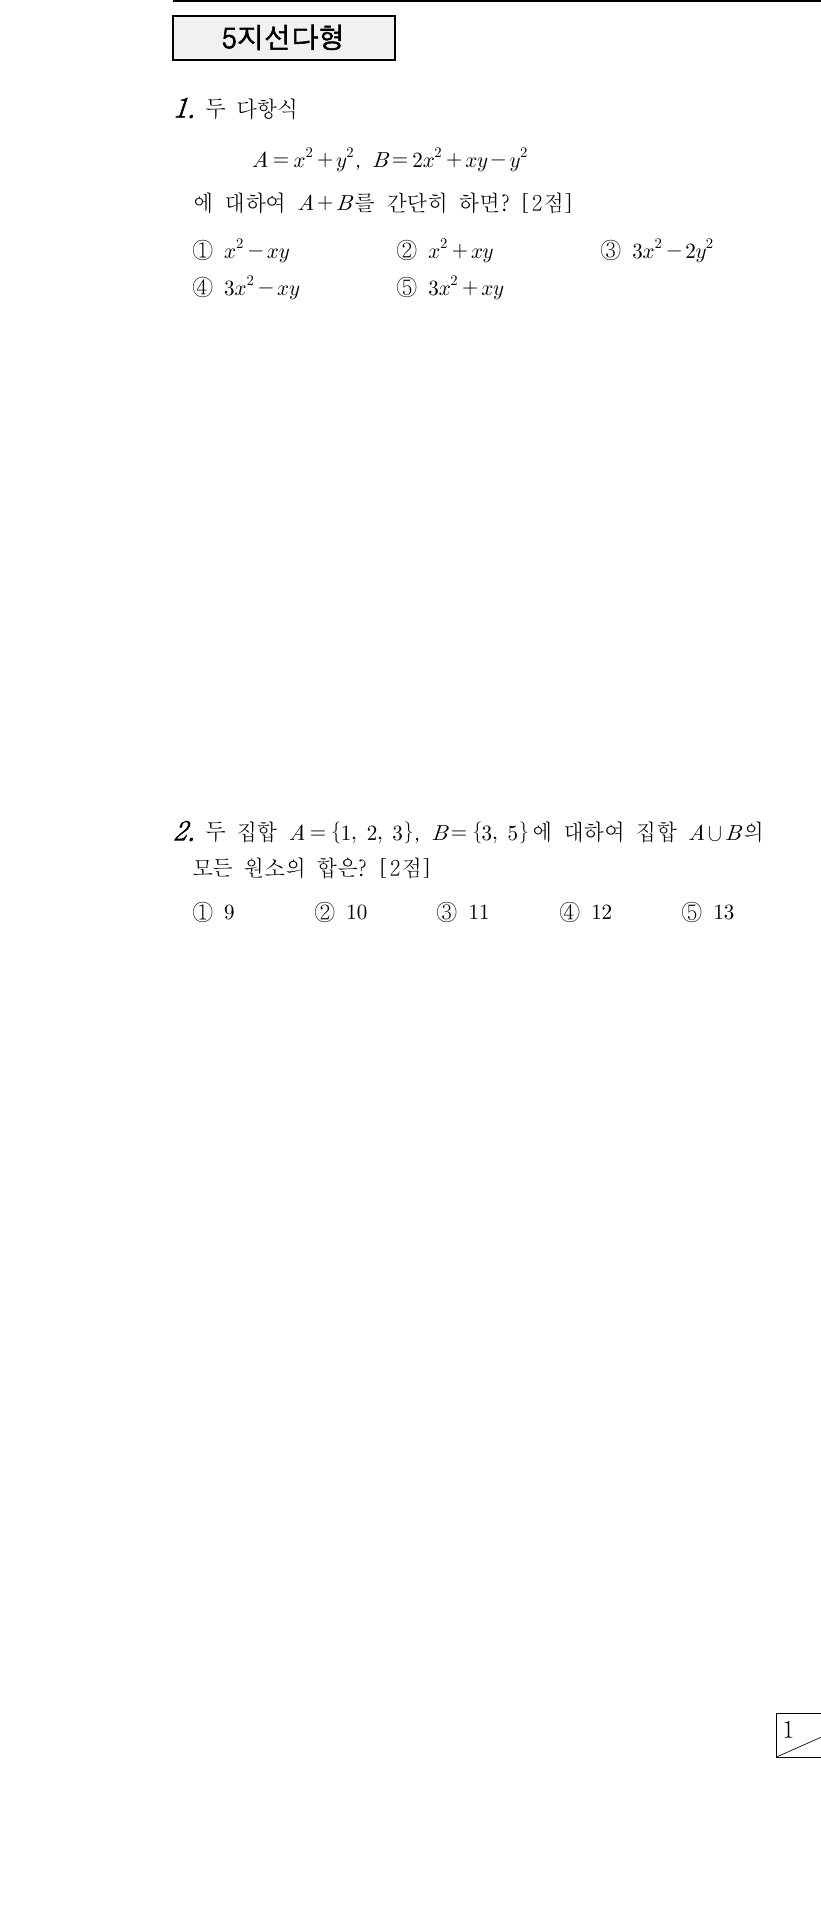 5지선다형
1. 두 다항식
A=x²+y², B=2x²+xy-y²
에 대하여 A+B를 간단히 하면? [2점]
① x²-xy ② x²+xy ③ 3x²-2y²
④ 3x²-xy ⑤ 3x²+xy
2. 두 집합 A={1, 2, 3}, B={3, 5}에 대하여 집합 A∪B의
모든 원소의 합은? [2점]
① 9 ② 10 ③ 11 ④ 12 ⑤ 13
1